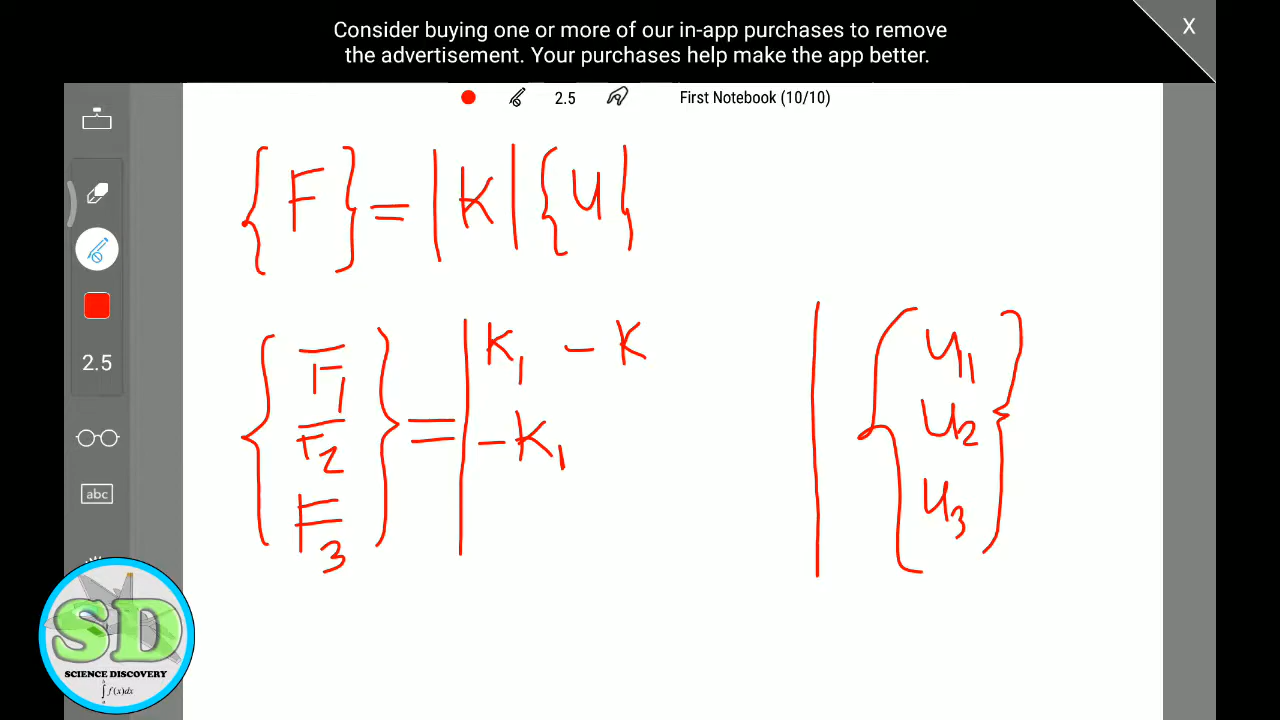 Consider buying one or more of our in-app purchases to remove
the advertisement. Your purchases help make the app better.
X
2.5 First Notebook (10/10)
{F} = |K| {U}
2.5
abc
{F1 F2 F3} = | K1 - K
- K1 | {U1 U2 U3}
SD
SCIENCE DISCOVERY
∫ f(x)dx